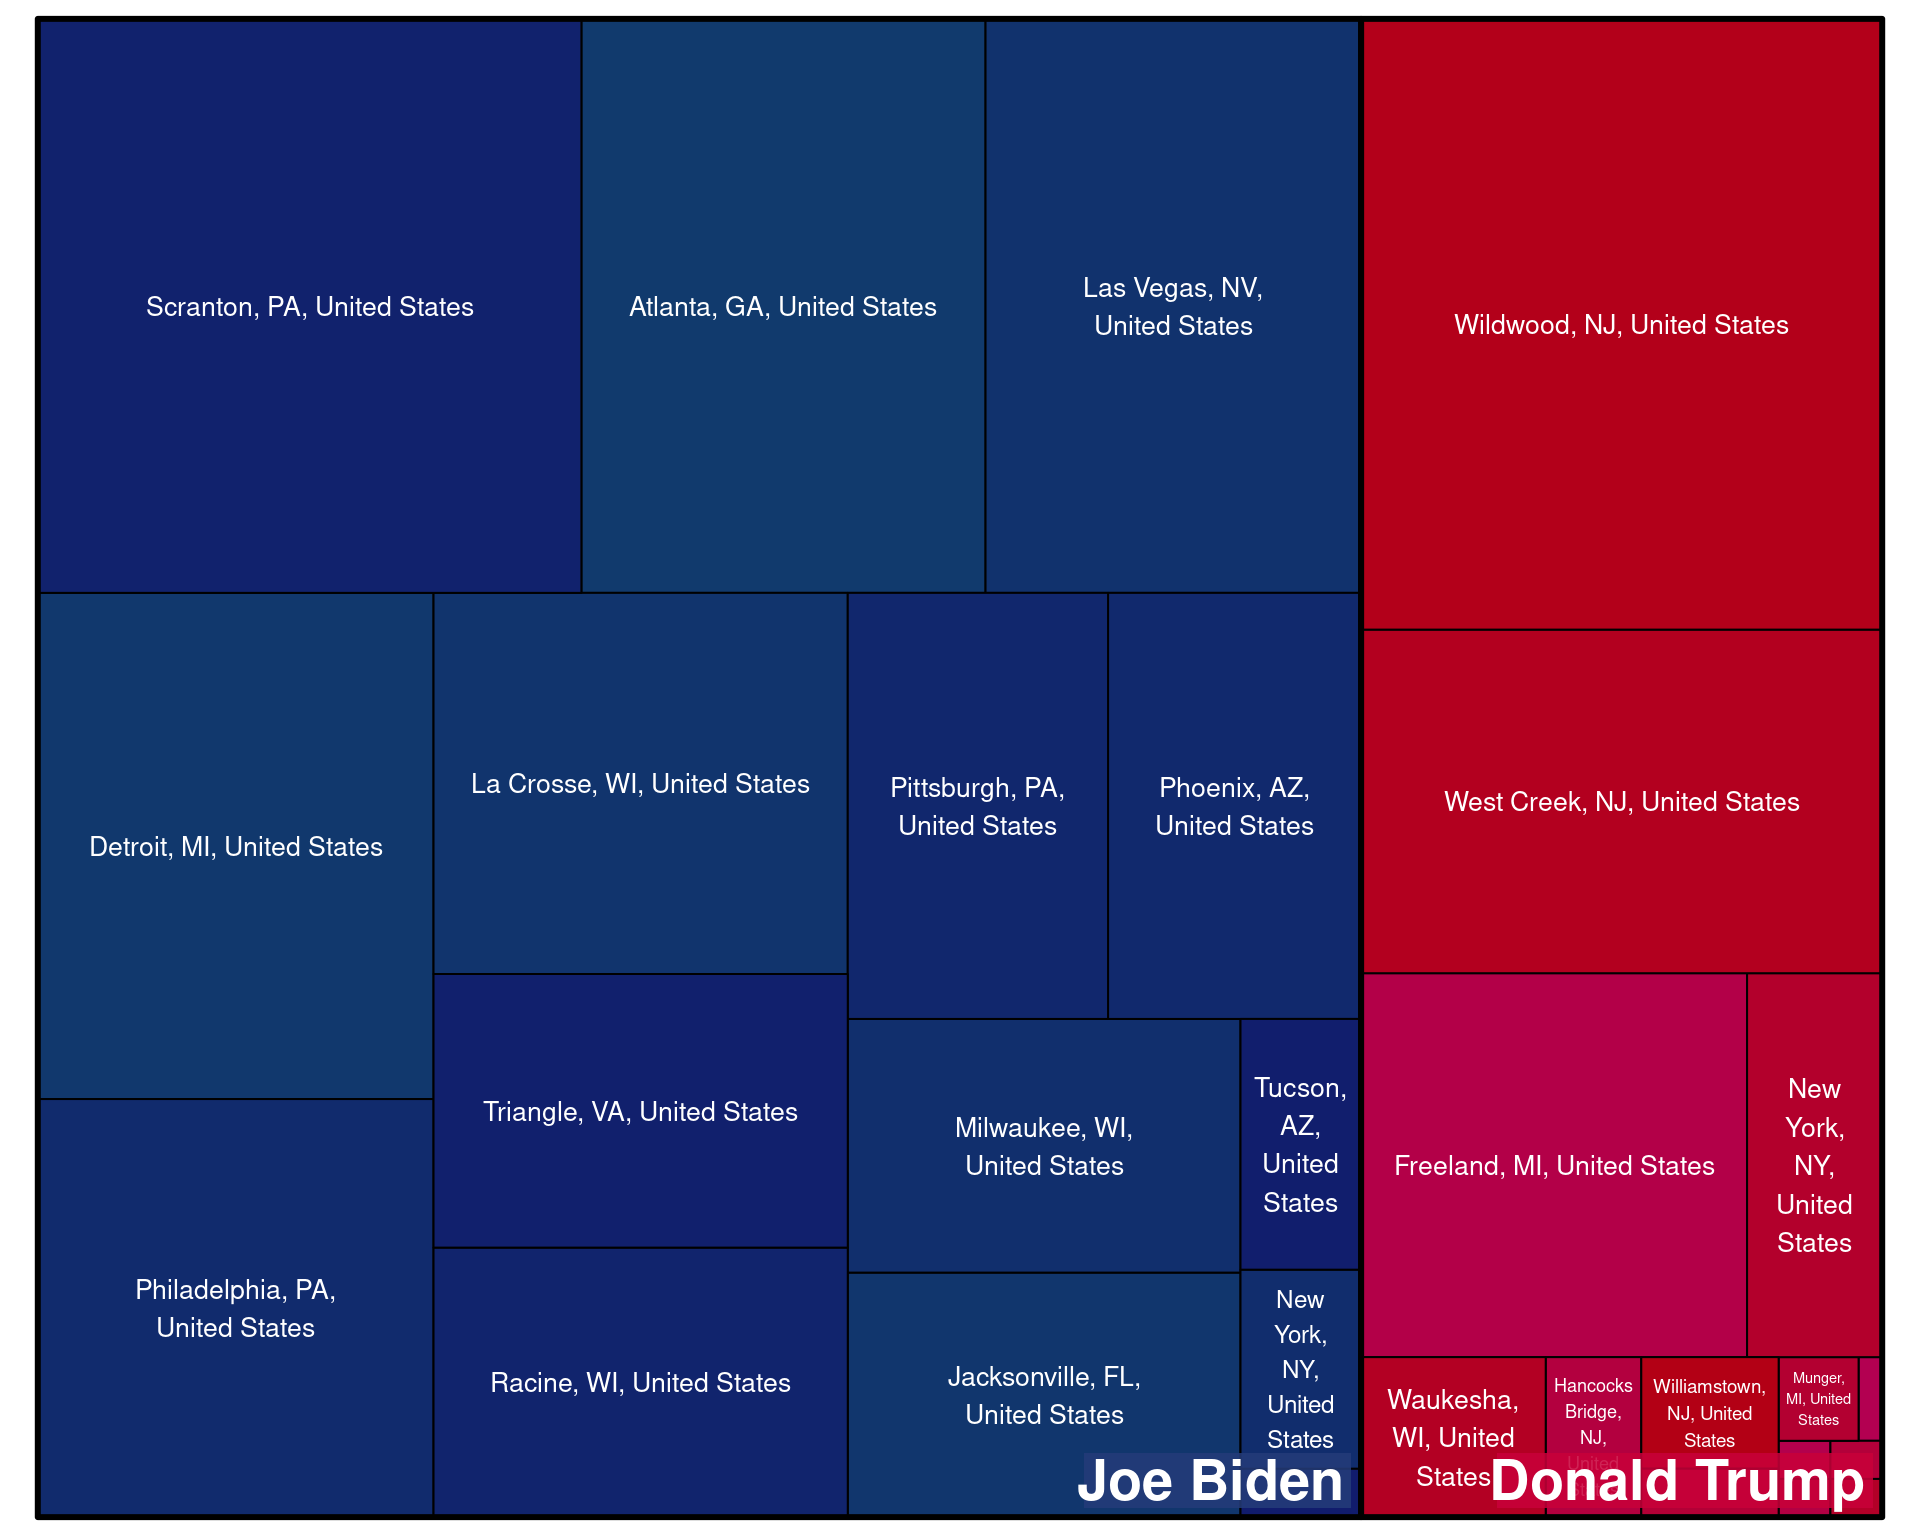 Scranton, PA, United States
Atlanta, GA, United States
Las Vegas, NV,
United States
Wildwood, NJ, United States
Detroit, MI, United States
La Crosse, WI, United States
Pittsburgh, PA,
United States
Phoenix, AZ,
United States
West Creek, NJ, United States
Triangle, VA, United States
Milwaukee, WI,
United States
Tucson,
AZ,
United
States
Freeland, MI, United States
New
York,
NY,
United
States
Philadelphia, PA,
United States
Racine, WI, United States
Jacksonville, FL,
United States
New
York,
NY,
United
States
Waukesha,
WI, United
States
Hancocks
Bridge,
NJ,
United
Williamstown,
NJ, United
States
Munger,
MI, United
States
Joe Biden
Donald Trump